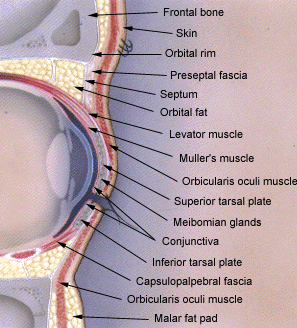 Frontal bone
Skin
Orbital rim
Preseptal fascia
Septum
Orbital fat
Levator muscle
Muller's muscle
Orbicularis oculi muscle
Superior tarsal plate
Meibomian glands
Conjunctiva
Inferior tarsal plate
Capsulopalpebral fascia
Orbicularis oculi muscle
Malar fat pad